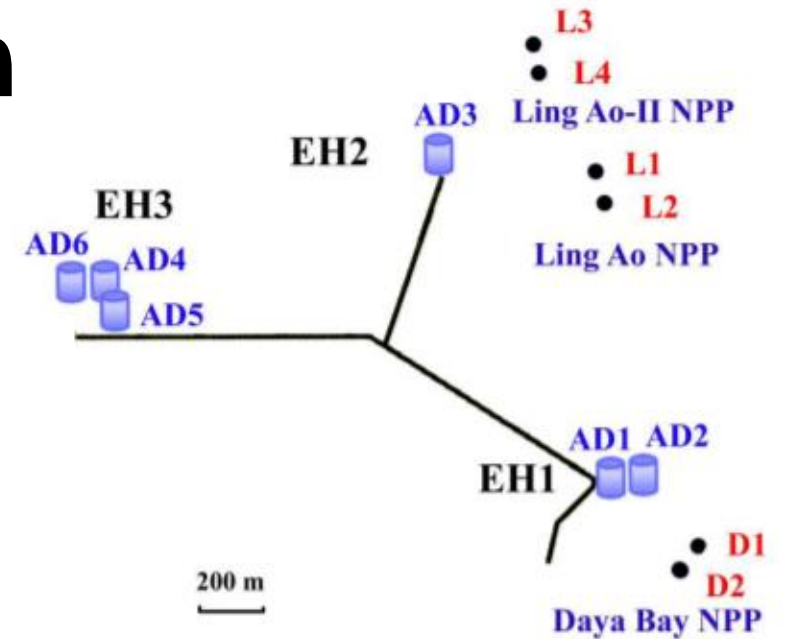 n
L3
L4
Ling Ao-II NPP
AD3
EH2
L1
L2
Ling Ao NPP
EH3
AD6
AD4
AD5
AD1 AD2
EH1
D1
D2
Daya Bay NPP
200 m